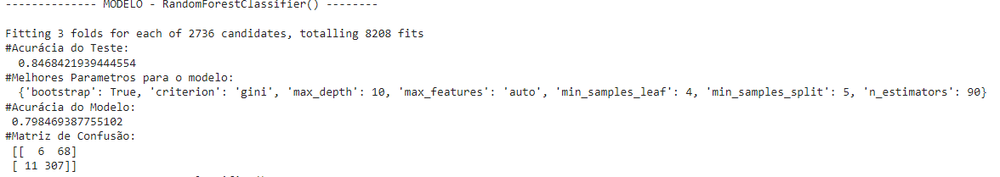 -------------- MODELO - RandomForestClassifier() --------
Fitting 3 folds for each of 2736 candidates, totalling 8208 fits
#Acurácia do Teste:
0.8468421939444554
#Melhores Parametros para o modelo:
{'bootstrap': True, 'criterion': 'gini', 'max_depth': 10, 'max_features': 'auto', 'min_samples_leaf': 4, 'min_samples_split': 5, 'n_estimators': 90}
#Acurácia do Modelo:
0.798469387755102
#Matriz de Confusão:
[[  6  68]
[ 11 307]]